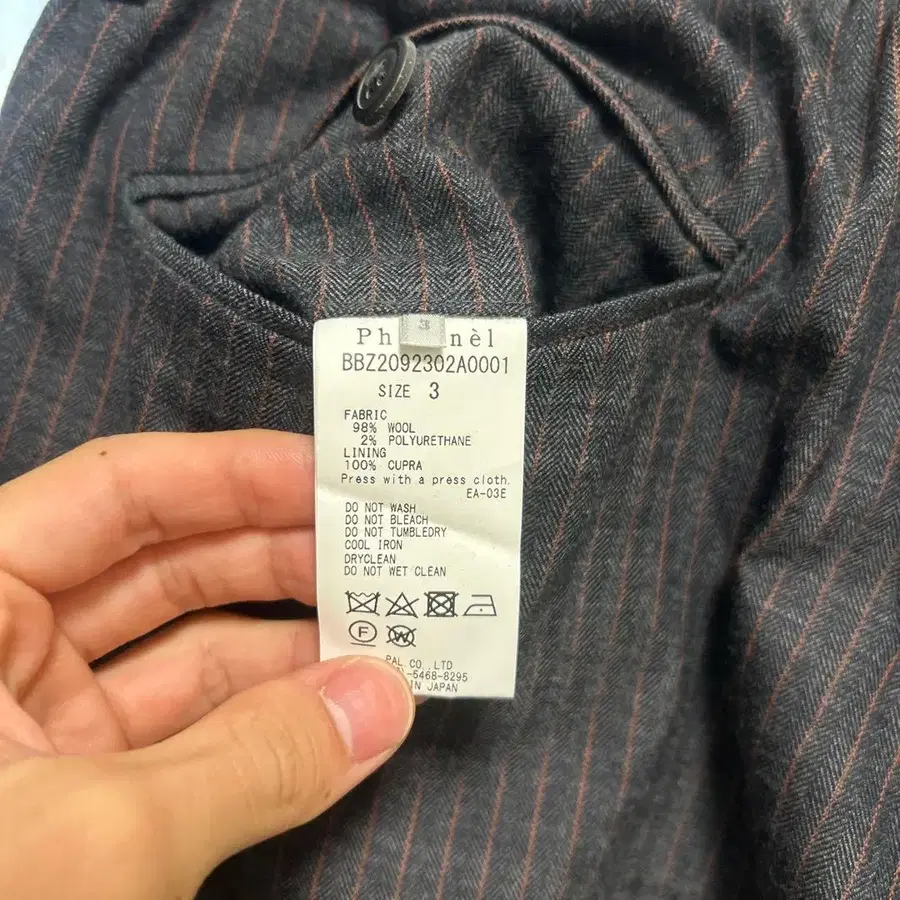 3
Ph nèl
BBZ2092302A0001
SIZE 3
FABRIC
98% WOOL
2% POLYURETHANE
LINING
100% CUPRA
Press with a press cloth.
EA-03E
DO NOT WASH
DO NOT BLEACH
DO NOT TUMBLEDRY
COOL IRON
DRYCLEAN
DO NOT WET CLEAN
F W
PAL CO.,LTD
-5468-8295
IN JAPAN